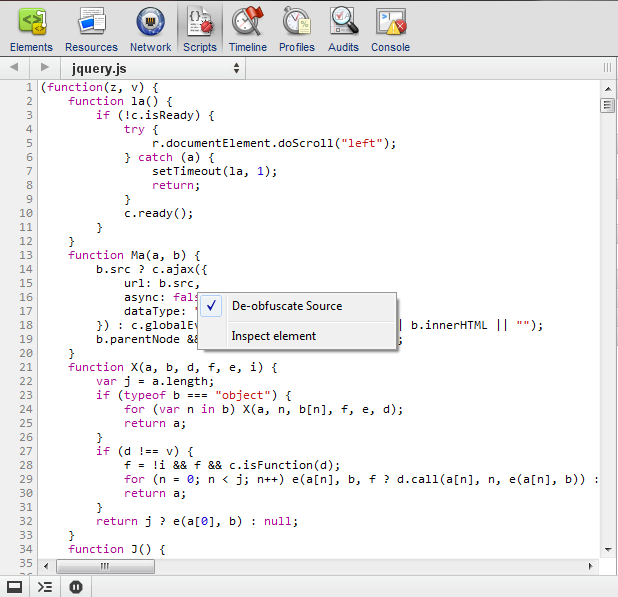 Elements Resources Network Scripts Timeline Profiles Audits Console
jquery.js
1 (function(z, v) {
2 function la() {
3 if (!c.isReady) {
4 try {
5 r.documentElement.doScroll("left");
6 } catch (a) {
7 setTimeout(la, 1);
8 return;
9 }
10 c.ready();
11 }
12 }
13 function Ma(a, b) {
14 b.src ? c.ajax({
15 url: b.src,
16 async: fals
17 dataType: "
18 }) : c.globalEv | b.innerHTML || "");
19 b.parentNode && ;
De-obfuscate Source
Inspect element
20 }
21 function X(a, b, d, f, e, i) {
22 var j = a.length;
23 if (typeof b === "object") {
24 for (var n in b) X(a, n, b[n], f, e, d);
25 return a;
26 }
27 if (d !== v) {
28 f = !i && f && c.isFunction(d);
29 for (n = 0; n < j; n++) e(a[n], b, f ? d.call(a[n], n, e(a[n], b)) :
30 return a;
31 }
32 return j ? e(a[0], b) : null;
33 }
34 function J() {
35